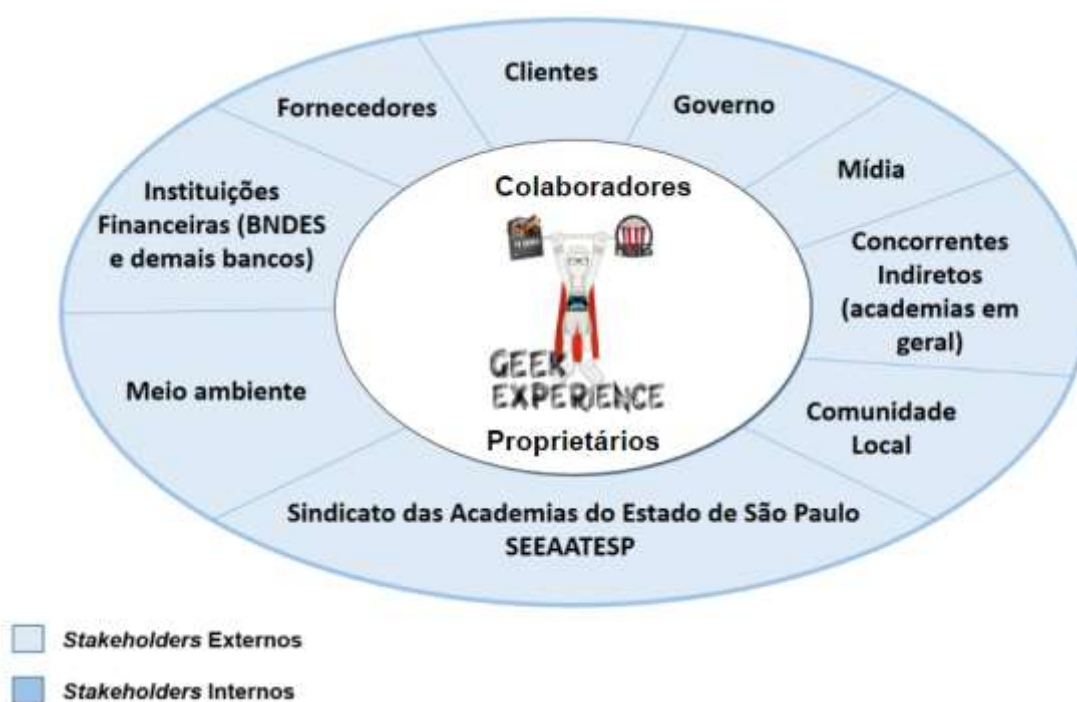 Clientes
Fornecedores
Governo
Mídia
Instituições
Financeiras (BNDES
e demais bancos)
Concorrentes
Indiretos
(academias em
geral)
Meio ambiente
Comunidade
Local
Sindicato das Academias do Estado de São Paulo
SEEAATESP
Colaboradores
GEEK
EXPERIENCE
Proprietários
Stakeholders Externos
Stakeholders Internos